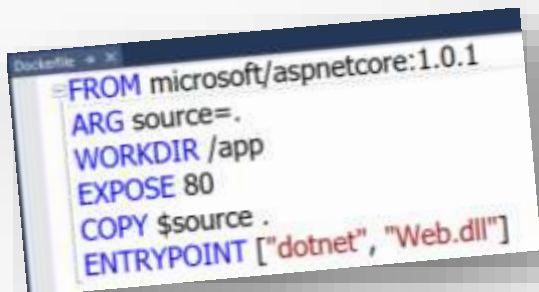 Dockerfile
FROM microsoft/aspnetcore:1.0.1
ARG source=.
WORKDIR /app
EXPOSE 80
COPY $source .
ENTRYPOINT ["dotnet", "Web.dll"]